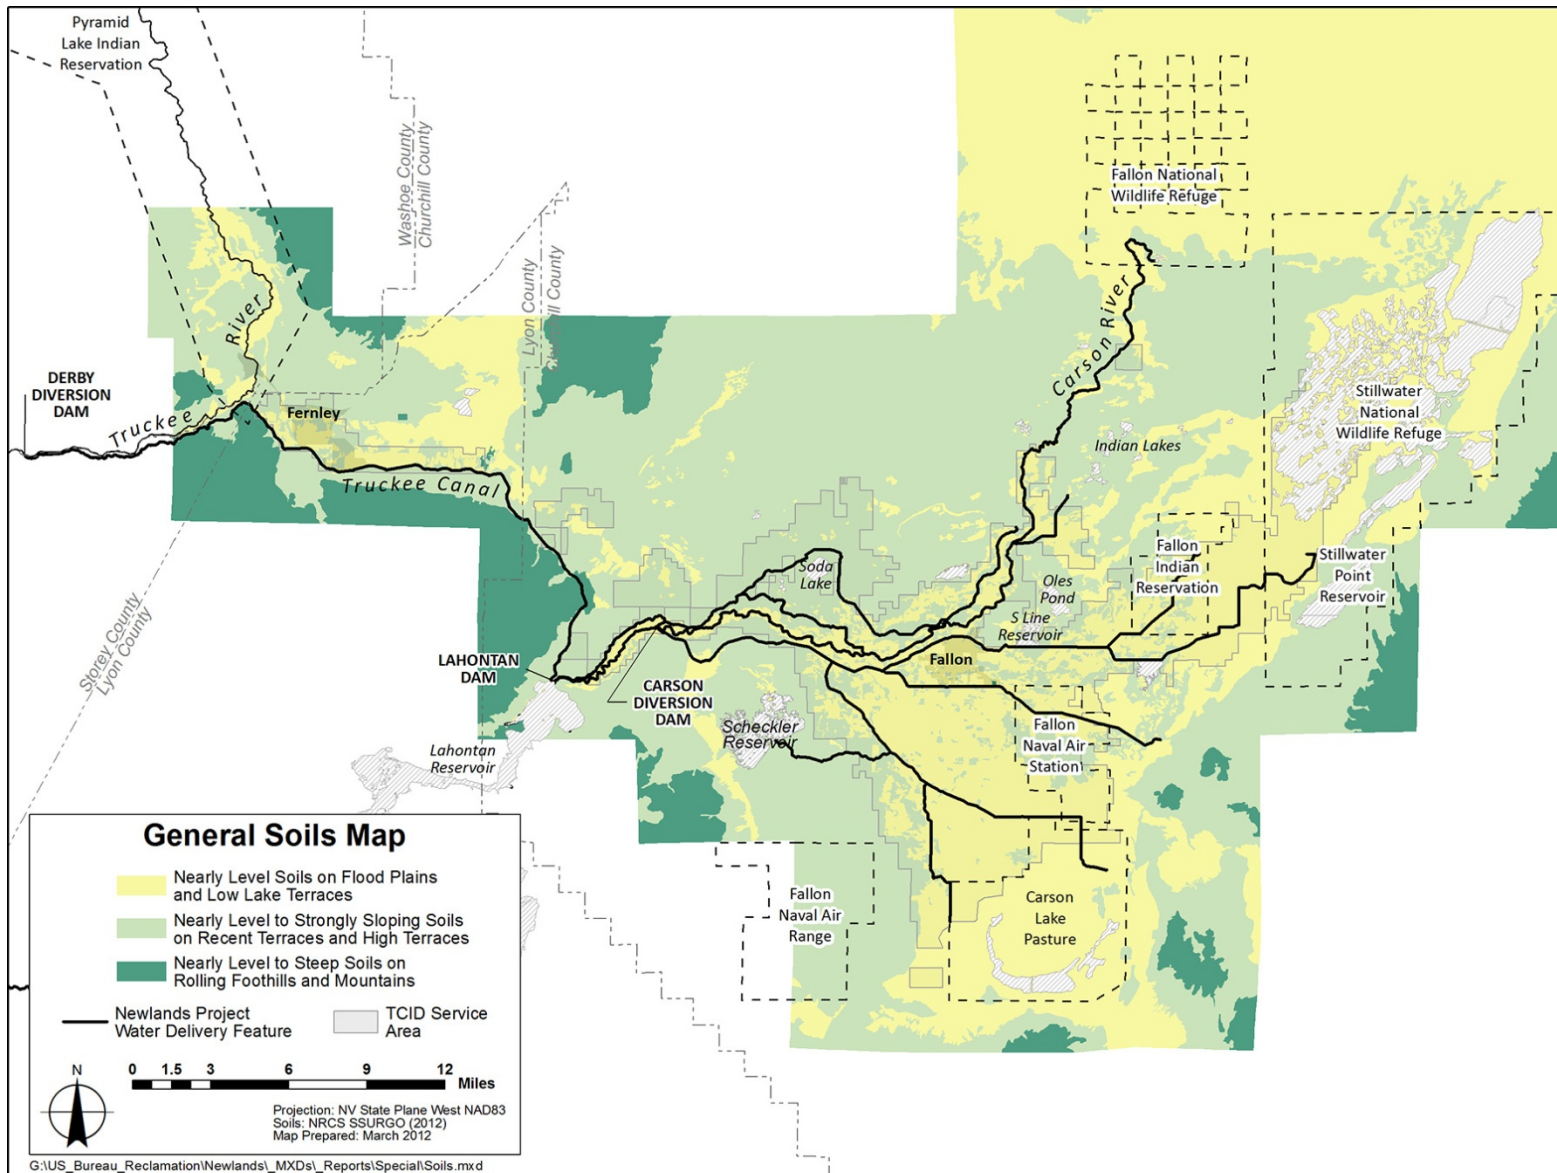 Pyramid
Lake Indian
Reservation
Washoe County
Churchill County
Fallon National
Wildlife Refuge
Lyon County
River
Carson River
DERBY
DIVERSION
DAM
Truckee
Fernley
Stillwater
National
Wildlife Refuge
Indian Lakes
Truckee Canal
Soda
Lake
Oles
Pond
S Line
Reservoir
Fallon
Indian
Reservation
Stillwater
Point
Reservoir
Storey County
Lyon County
LAHONTAN
DAM
Fallon
CARSON
DIVERSION
DAM
Scheckler
Reservoir
Fallon
Naval Air
Station
Lahontan
Reservoir
Fallon
Naval Air
Range
Carson
Lake
Pasture
General Soils Map
Nearly Level Soils on Flood Plains
and Low Lake Terraces
Nearly Level to Strongly Sloping Soils
on Recent Terraces and High Terraces
Nearly Level to Steep Soils on
Rolling Foothills and Mountains
Newlands Project
Water Delivery Feature
TCID Service
Area
N
0 1.5 3 6 9 12
Miles
Projection: NV State Plane West NAD83
Soils: NRCS SSURGO (2012)
Map Prepared: March 2012
G:\US_Bureau_Reclamation\Newlands\_MXDs\_Reports\Special\Soils.mxd